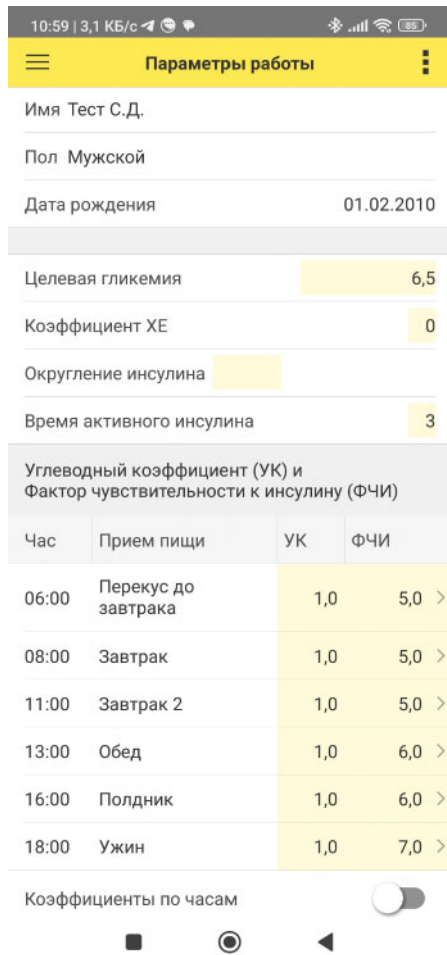 10:59 | 3,1 КБ/с
85
Параметры работы
Имя Тест С.Д.
Пол Мужской
Дата рождения 01.02.2010
Целевая гликемия 6,5
Коэффициент ХЕ 0
Округление инсулина
Время активного инсулина 3
Углеводный коэффициент (УК) и
Фактор чувствительности к инсулину (ФЧИ)
Час Прием пищи УК ФЧИ
06:00 Перекус до завтрака 1,0 5,0
08:00 Завтрак 1,0 5,0
11:00 Завтрак 2 1,0 5,0
13:00 Обед 1,0 6,0
16:00 Полдник 1,0 6,0
18:00 Ужин 1,0 7,0
Коэффициенты по часам